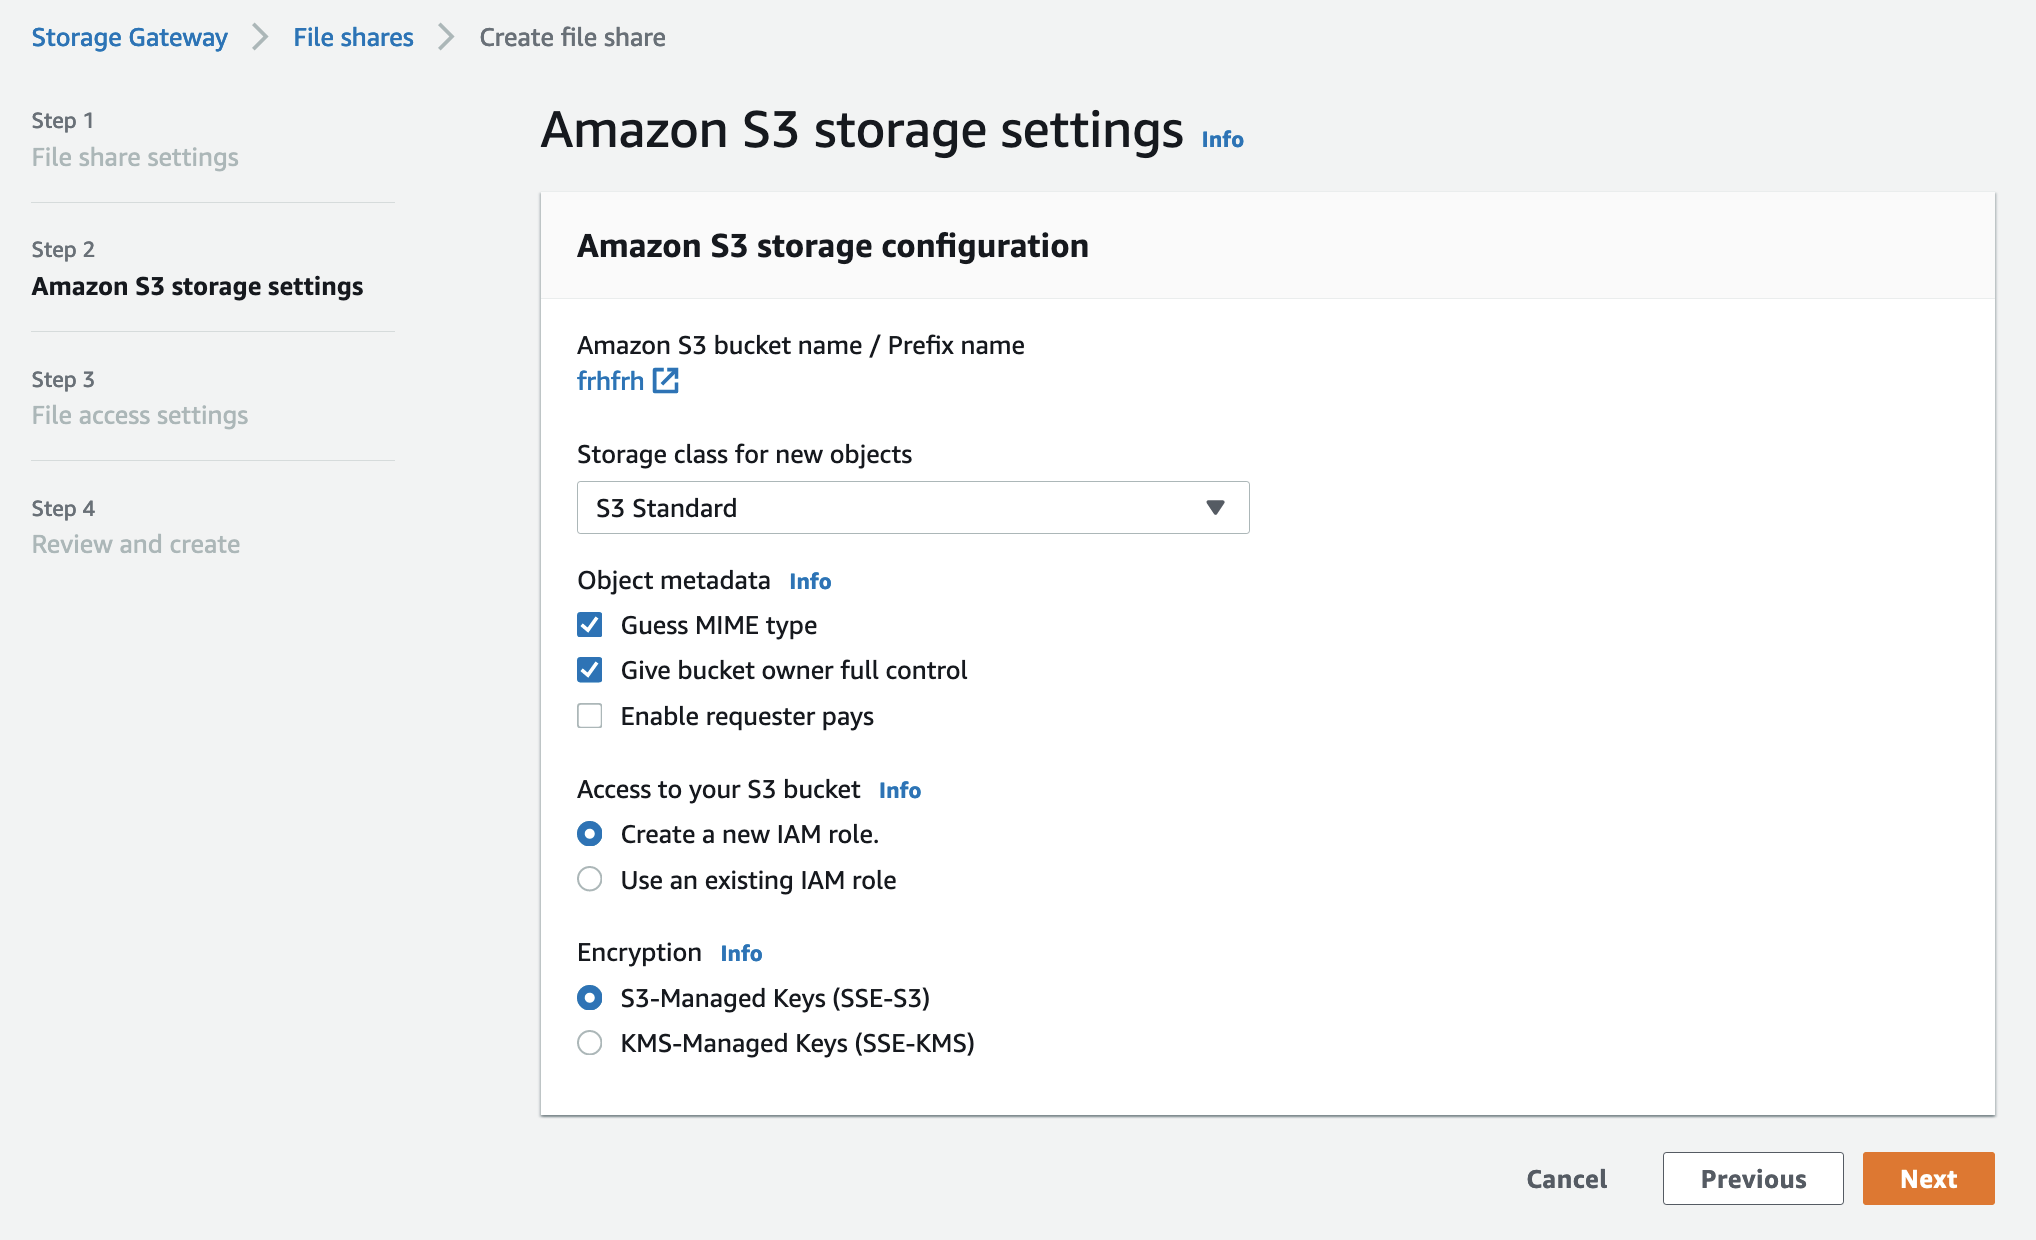 Storage Gateway > File shares > Create file share
Step 1
File share settings
Step 2
Amazon S3 storage settings
Step 3
File access settings
Step 4
Review and create
Amazon S3 storage settings Info
Amazon S3 storage configuration
Amazon S3 bucket name / Prefix name
frhfrh
Storage class for new objects
S3 Standard
Object metadata Info
Guess MIME type
Give bucket owner full control
Enable requester pays
Access to your S3 bucket Info
Create a new IAM role.
Use an existing IAM role
Encryption Info
S3-Managed Keys (SSE-S3)
KMS-Managed Keys (SSE-KMS)
Cancel Previous Next